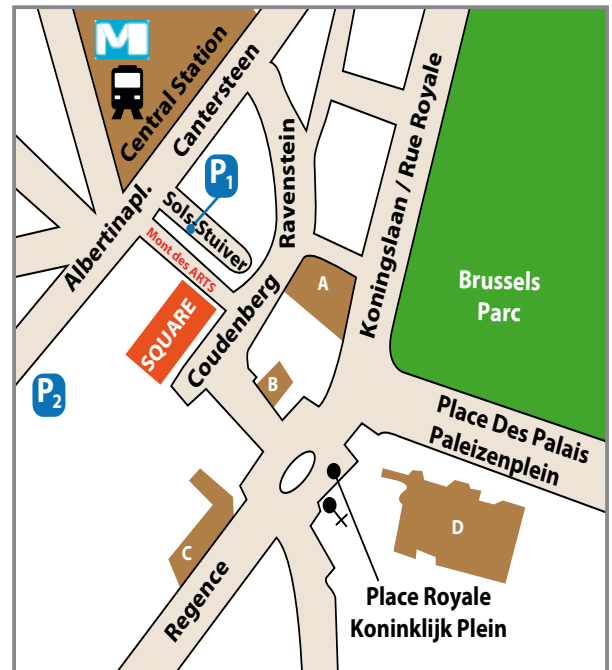 M
Central Station
Cantersteen
P1
Sols-Stuiver
Ravenstein
Koningslaan / Rue Royale
Albertinapl.
Mont des ARTS
SQUARE
Coudenberg
A
Brussels
Parc
B
P2
Place Des Palais
Paleizenplein
C
D
Regence
Place Royale
Koninklijk Plein